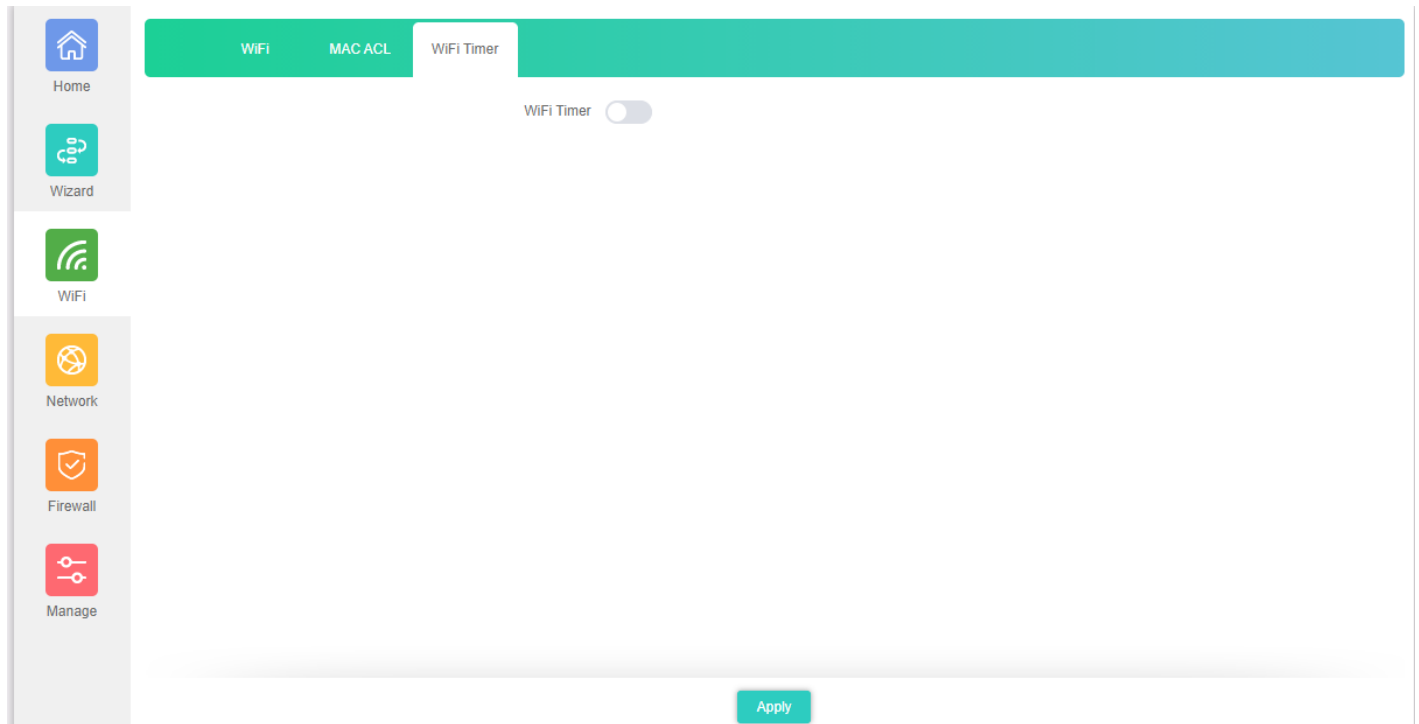 Home
Wizard
WiFi
Network
Firewall
Manage
WiFi MAC ACL WiFi Timer
WiFi Timer
Apply